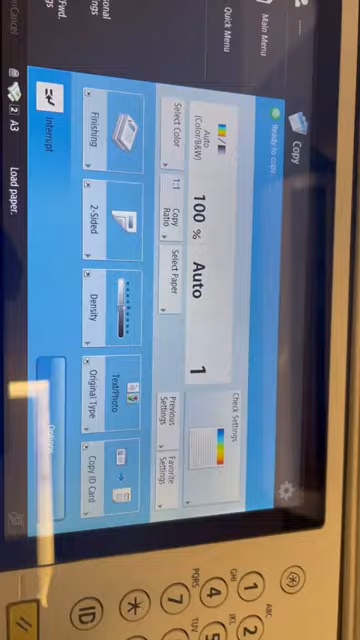 Main Menu
Quick Menu
Copy
Ready to copy.
Auto
(Color/B&W)
100 %
Auto
1
Check Settings
Select Color
1:1
Copy
Ratio
Select Paper
Previous
Settings
Favorite
Settings
Finishing
2-Sided
Density
Text/Photo
Original Type
Copy ID Card
Interrupt
2 A3
Load paper.
ABC
1
2
GHI
JKL
4
5
PQRS
TUV
7
ID